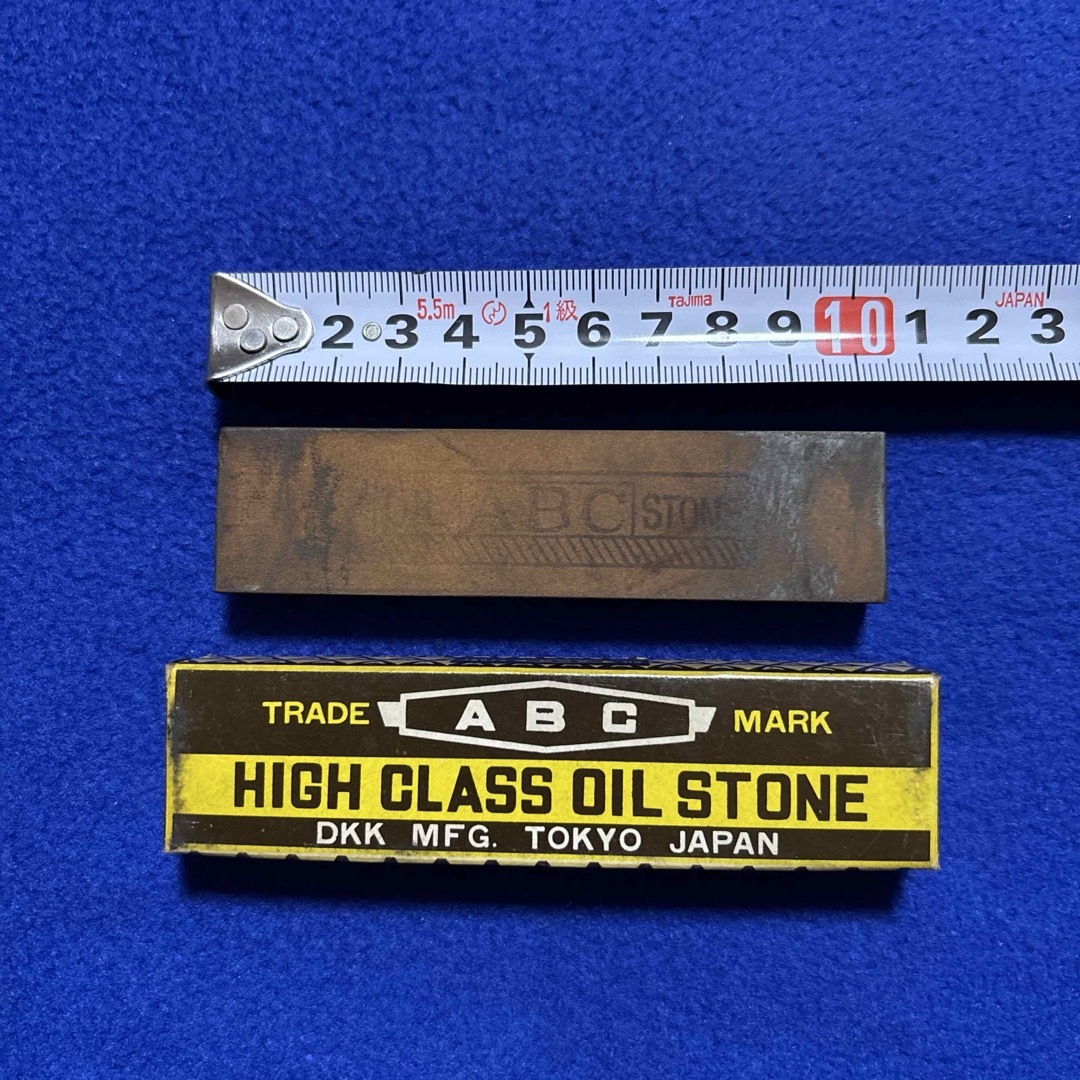 5.5m 1級 Tajima JAPAN
2 3 4 5 6 7 8 9 10 1 2 3
OIL ABC STONE
TRADE ABC MARK
HIGH CLASS OIL STONE
DKK MFG. TOKYO JAPAN